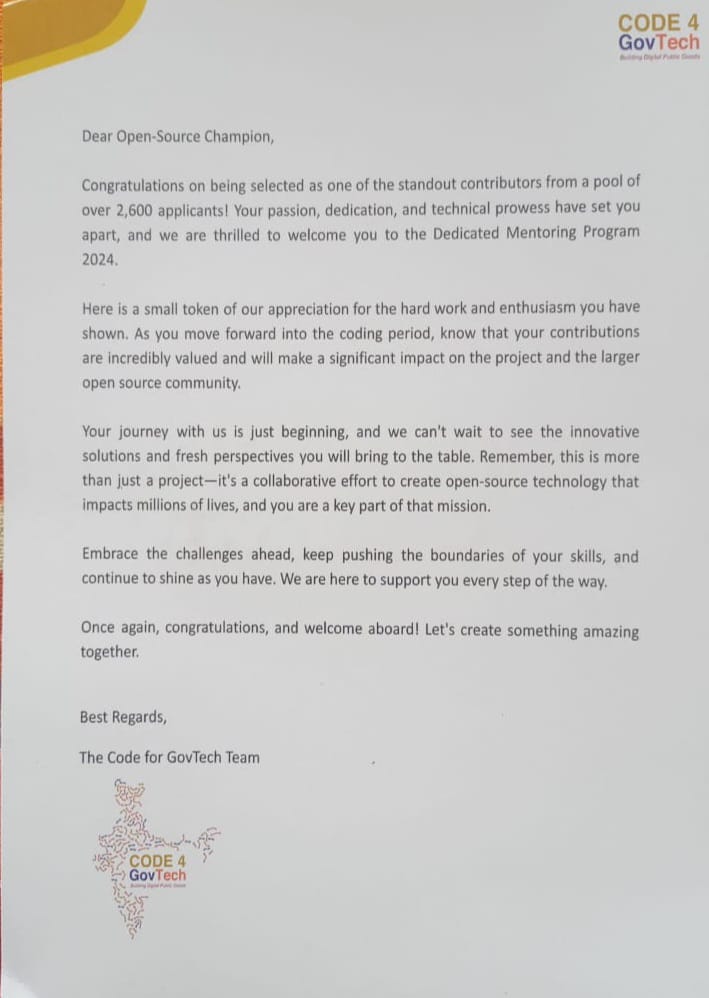 CODE 4
GovTech
Building Digital Public Goods
Dear Open-Source Champion,
Congratulations on being selected as one of the standout contributors from a pool of
over 2,600 applicants! Your passion, dedication, and technical prowess have set you
apart, and we are thrilled to welcome you to the Dedicated Mentoring Program
2024.
Here is a small token of our appreciation for the hard work and enthusiasm you have
shown. As you move forward into the coding period, know that your contributions
are incredibly valued and will make a significant impact on the project and the larger
open source community.
Your journey with us is just beginning, and we can't wait to see the innovative
solutions and fresh perspectives you will bring to the table. Remember, this is more
than just a project—it's a collaborative effort to create open-source technology that
impacts millions of lives, and you are a key part of that mission.
Embrace the challenges ahead, keep pushing the boundaries of your skills, and
continue to shine as you have. We are here to support you every step of the way.
Once again, congratulations, and welcome aboard! Let's create something amazing
together.
Best Regards,
The Code for GovTech Team
CODE 4
GovTech
Building Digital Public Goods